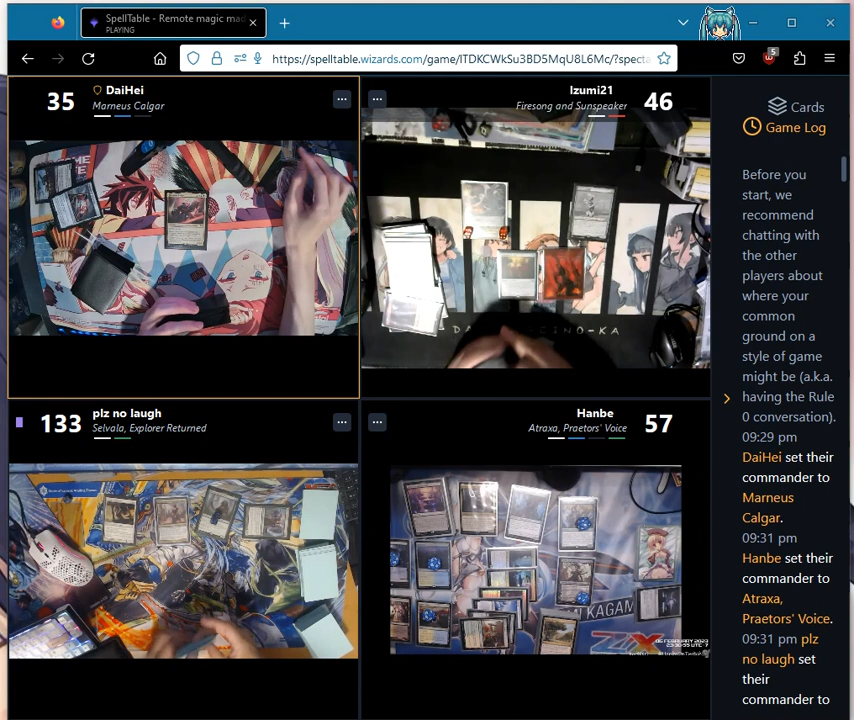 SpellTable - Remote magic mad
PLAYING
https://spelltable.wizards.com/game/ITDKCWkSu3BD5MqU8L6Mc/?specta
5
35
DaiHei
Marneus Calgar
Izumi21
Firesong and Sunspeaker
46
133
plz no laugh
Selvala, Explorer Returned
Hanbe
Atraxa, Praetors' Voice
57
KAGAM
Cards
Game Log
Before you
start, we
recommend
chatting with
the other
players about
where your
common
ground on a
style of game
might be (a.k.a.
having the Rule
0 conversation).
09:29 pm
DaiHei set their
commander to
Marneus
Calgar.
09:31 pm
Hanbe set their
commander to
Atraxa,
Praetors' Voice.
09:31 pm plz
no laugh set
their
commander to